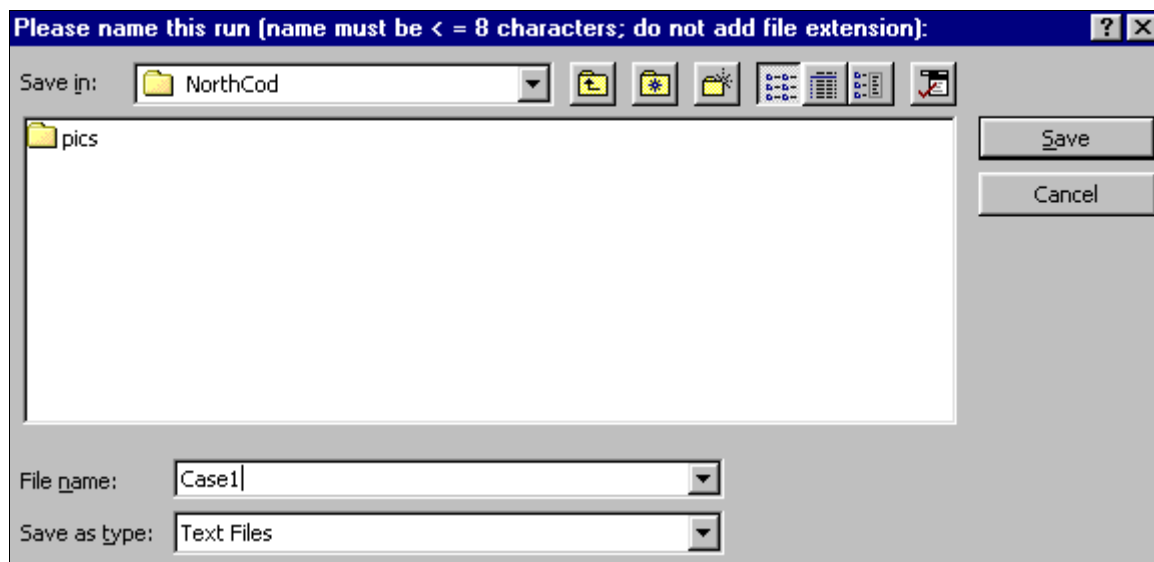 Please name this run (name must be < = 8 characters; do not add file extension):
Save in: NorthCod
pics
Save
Cancel
File name: Case1
Save as type: Text Files